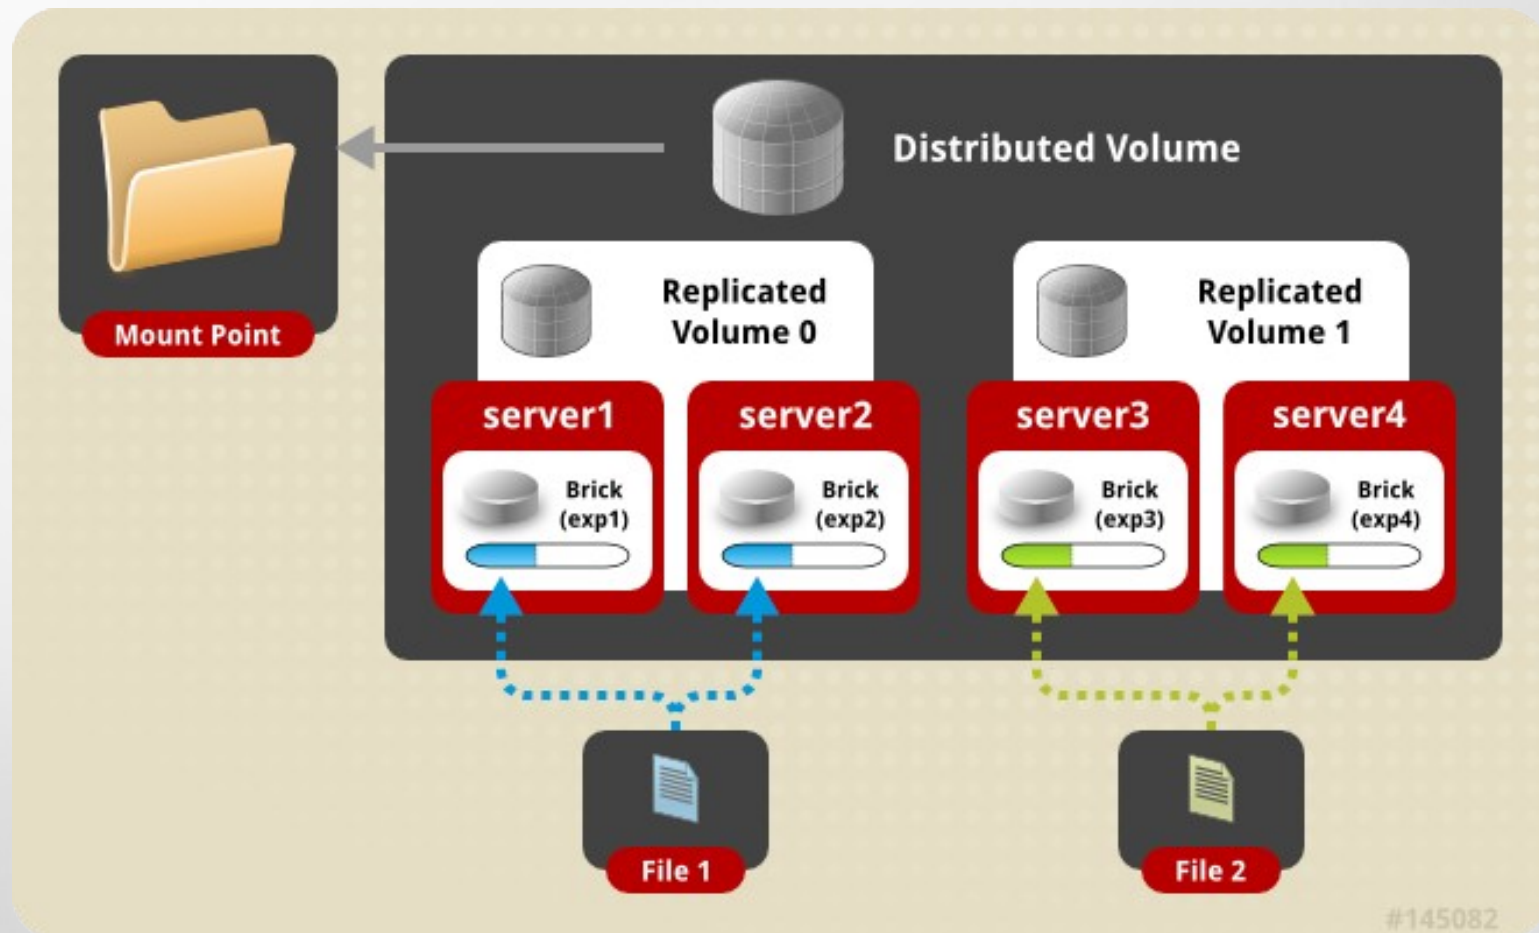 Distributed Volume
Mount Point
Replicated
Volume 0
Replicated
Volume 1
server1
server2
server3
server4
Brick
(exp1)
Brick
(exp2)
Brick
(exp3)
Brick
(exp4)
File 1
File 2
#145082